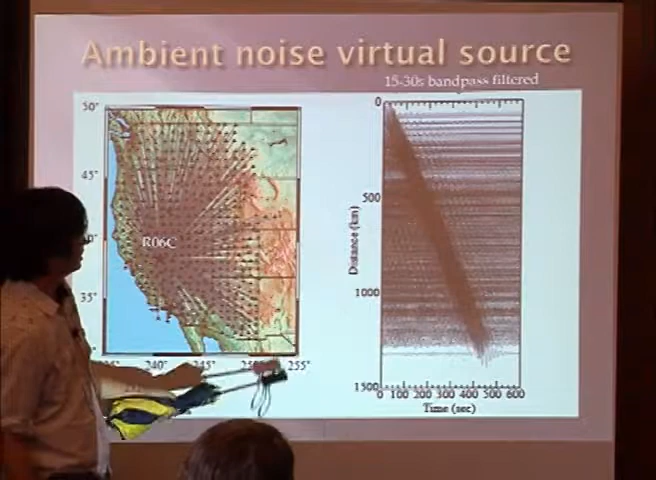 Ambient noise virtual source
15-30s bandpass filtered
50°
45°
35°
240°
245°
255°
R06C
0
500
1000
1500
Distance (km)
0 100 200 300 400 500 600
Time (sec)